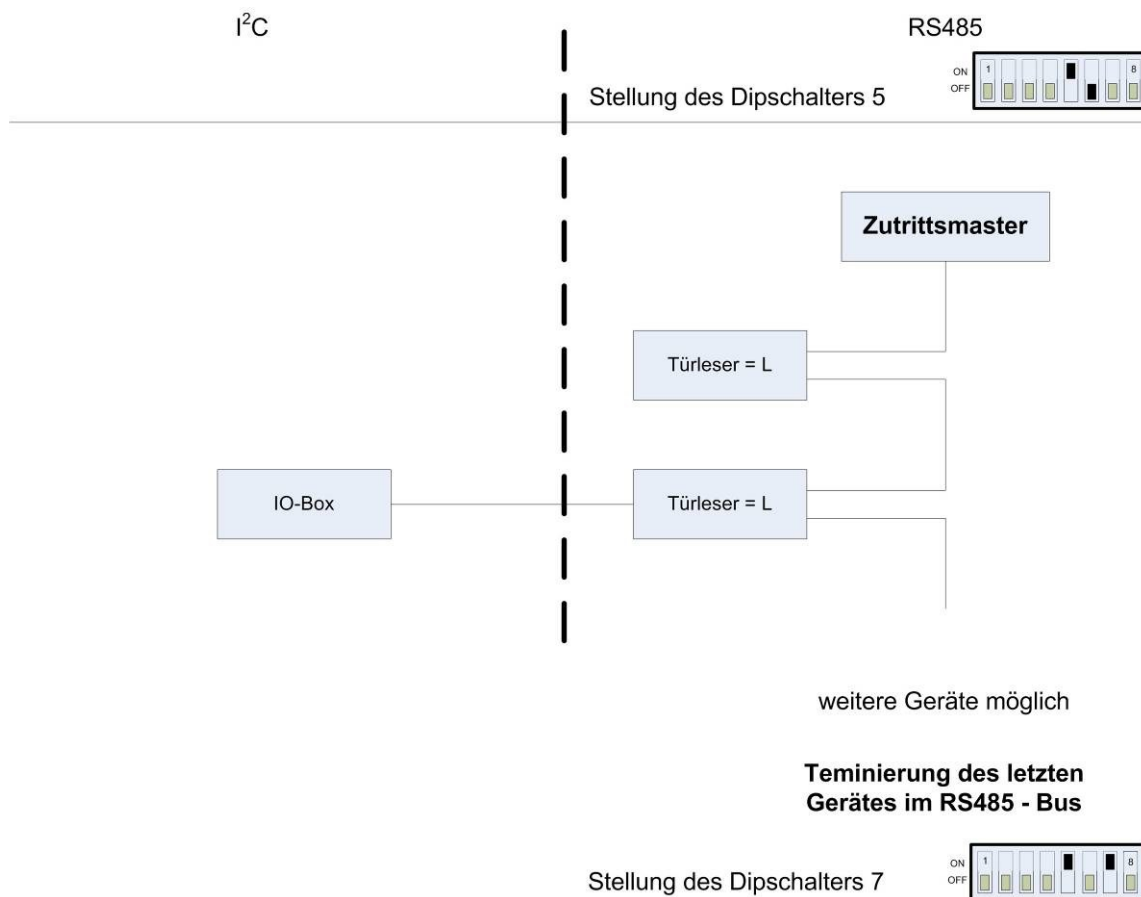 I²C
RS485
ON 1 8
OFF
Stellung des Dipschalters 5
Zutrittsmaster
Türleser = L
IO-Box
Türleser = L
weitere Geräte möglich
Teminierung des letzten
Gerätes im RS485 - Bus
ON 1 8
OFF
Stellung des Dipschalters 7